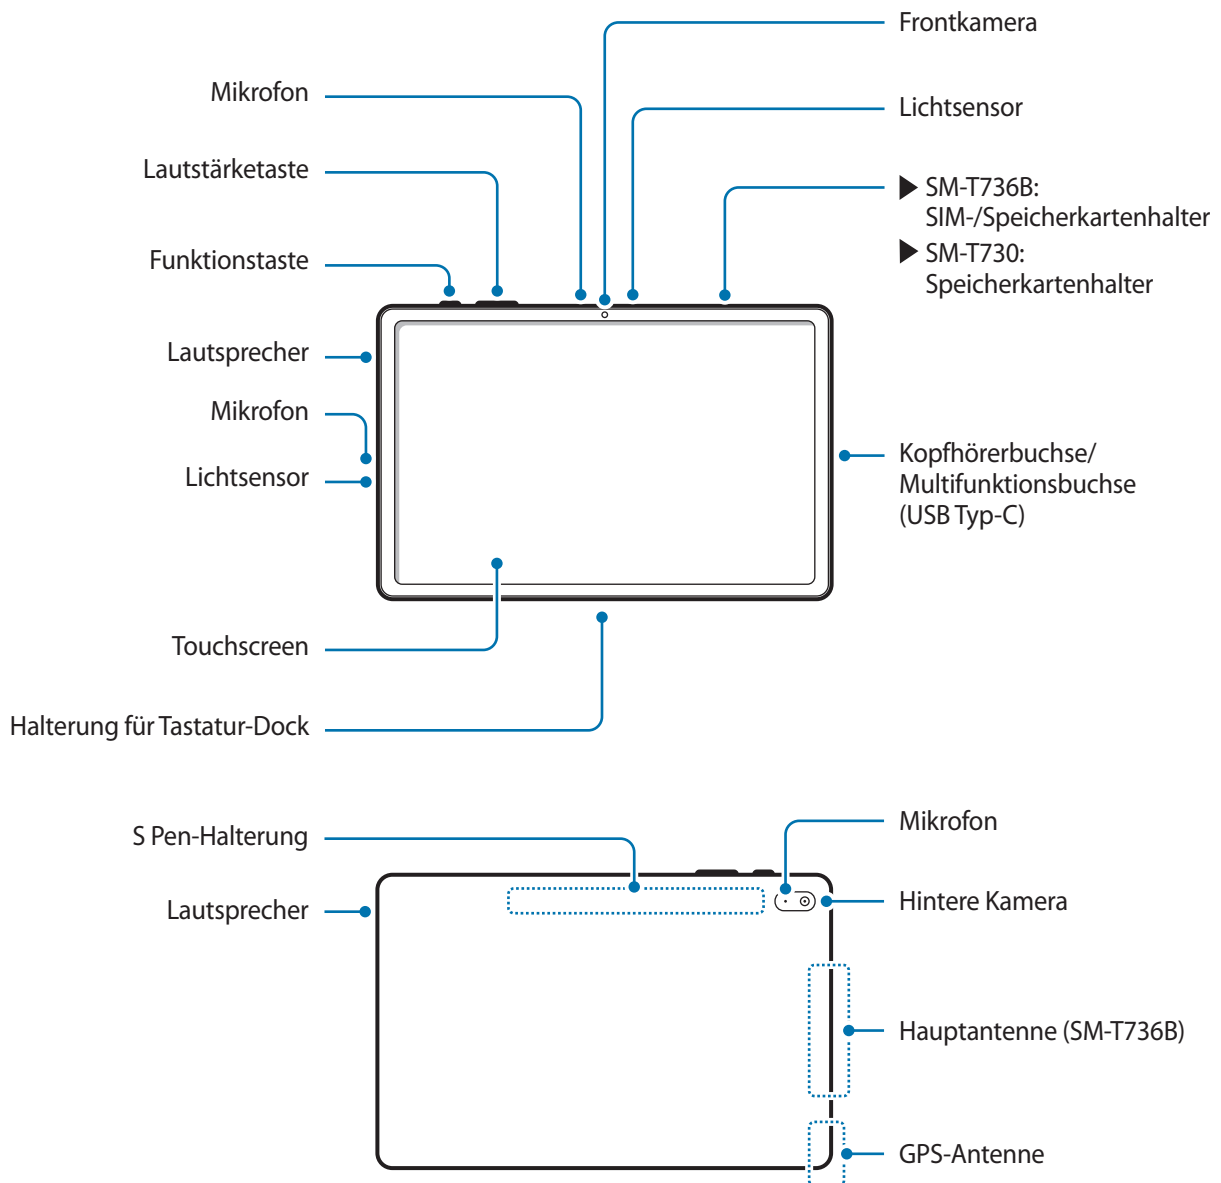 Frontkamera
Mikrofon
Lichtsensor
Lautstärketaste
SM-T736B:
SIM-/Speicherkartenhalter
Funktionstaste
SM-T730:
Speicherkartenhalter
Lautsprecher
Mikrofon
Lichtsensor
Kopfhörerbuchse/
Multifunktionsbuchse
(USB Typ-C)
Touchscreen
Halterung für Tastatur-Dock
S Pen-Halterung
Mikrofon
Lautsprecher
Hintere Kamera
Hauptantenne (SM-T736B)
GPS-Antenne